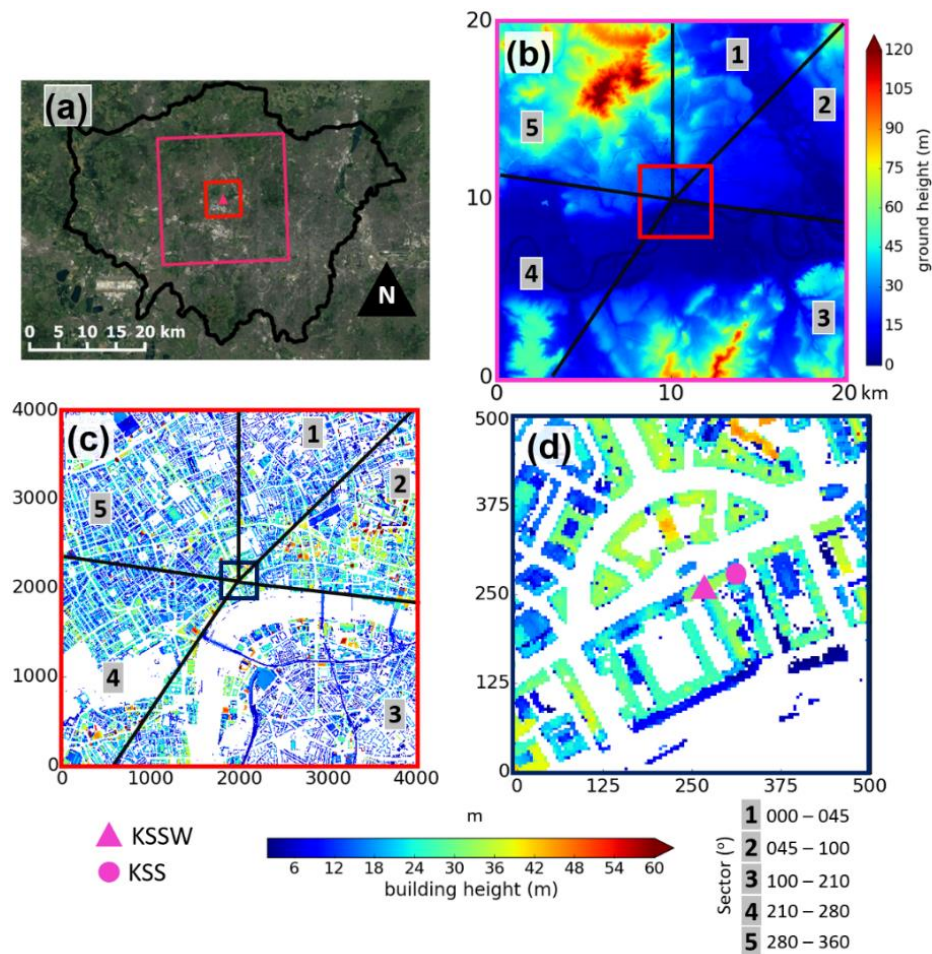 (a)
N
0 5 10 15 20 km
(b)
20
10
0
0 10 20
km
1
2
3
4
5
120
105
90
75
60
45
30
15
0
ground height (m)
(c)
4000
3000
2000
1000
0
0 1000 2000 3000 4000
1
2
3
4
5
(d)
500
375
250
125
0
0 125 250 375 500
KSSW
KSS
m
6 12 18 24 30 36 42 48 54 60
building height (m)
Sector (°)
1 000 – 045
2 045 – 100
3 100 – 210
4 210 – 280
5 280 – 360